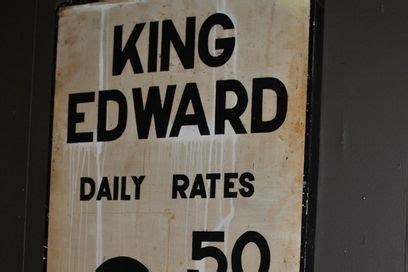 KING
EDWARD
DAILY RATES
.50